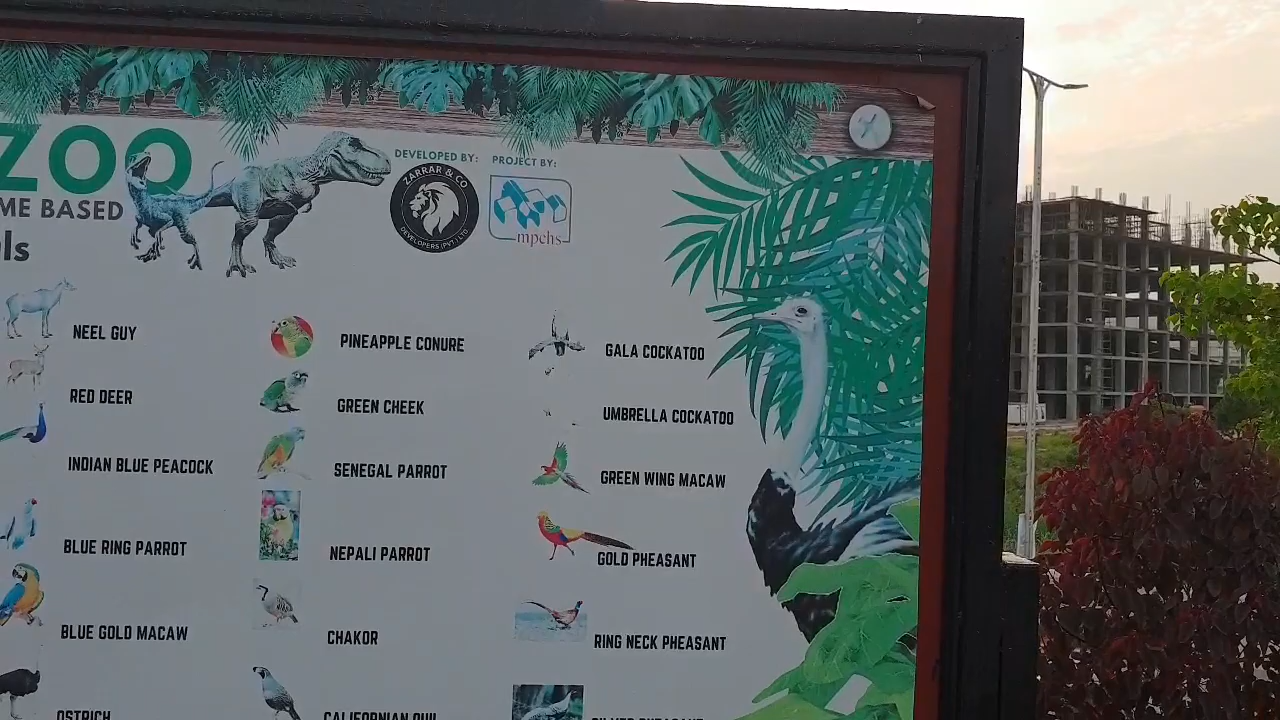 ZOO
ME BASED
ls
DEVELOPED BY:
PROJECT BY:
ZARRAR & CO
DEVELOPERS (PVT) LTD
mpchs
NEEL GUY
RED DEER
INDIAN BLUE PEACOCK
BLUE RING PARROT
BLUE GOLD MACAW
OSTRICH
PINEAPPLE CONURE
GREEN CHEEK
SENEGAL PARROT
NEPALI PARROT
CHAKOR
CALIFORNIAN
GALA COCKATOO
UMBRELLA COCKATOO
GREEN WING MACAW
GOLD PHEASANT
RING NECK PHEASANT